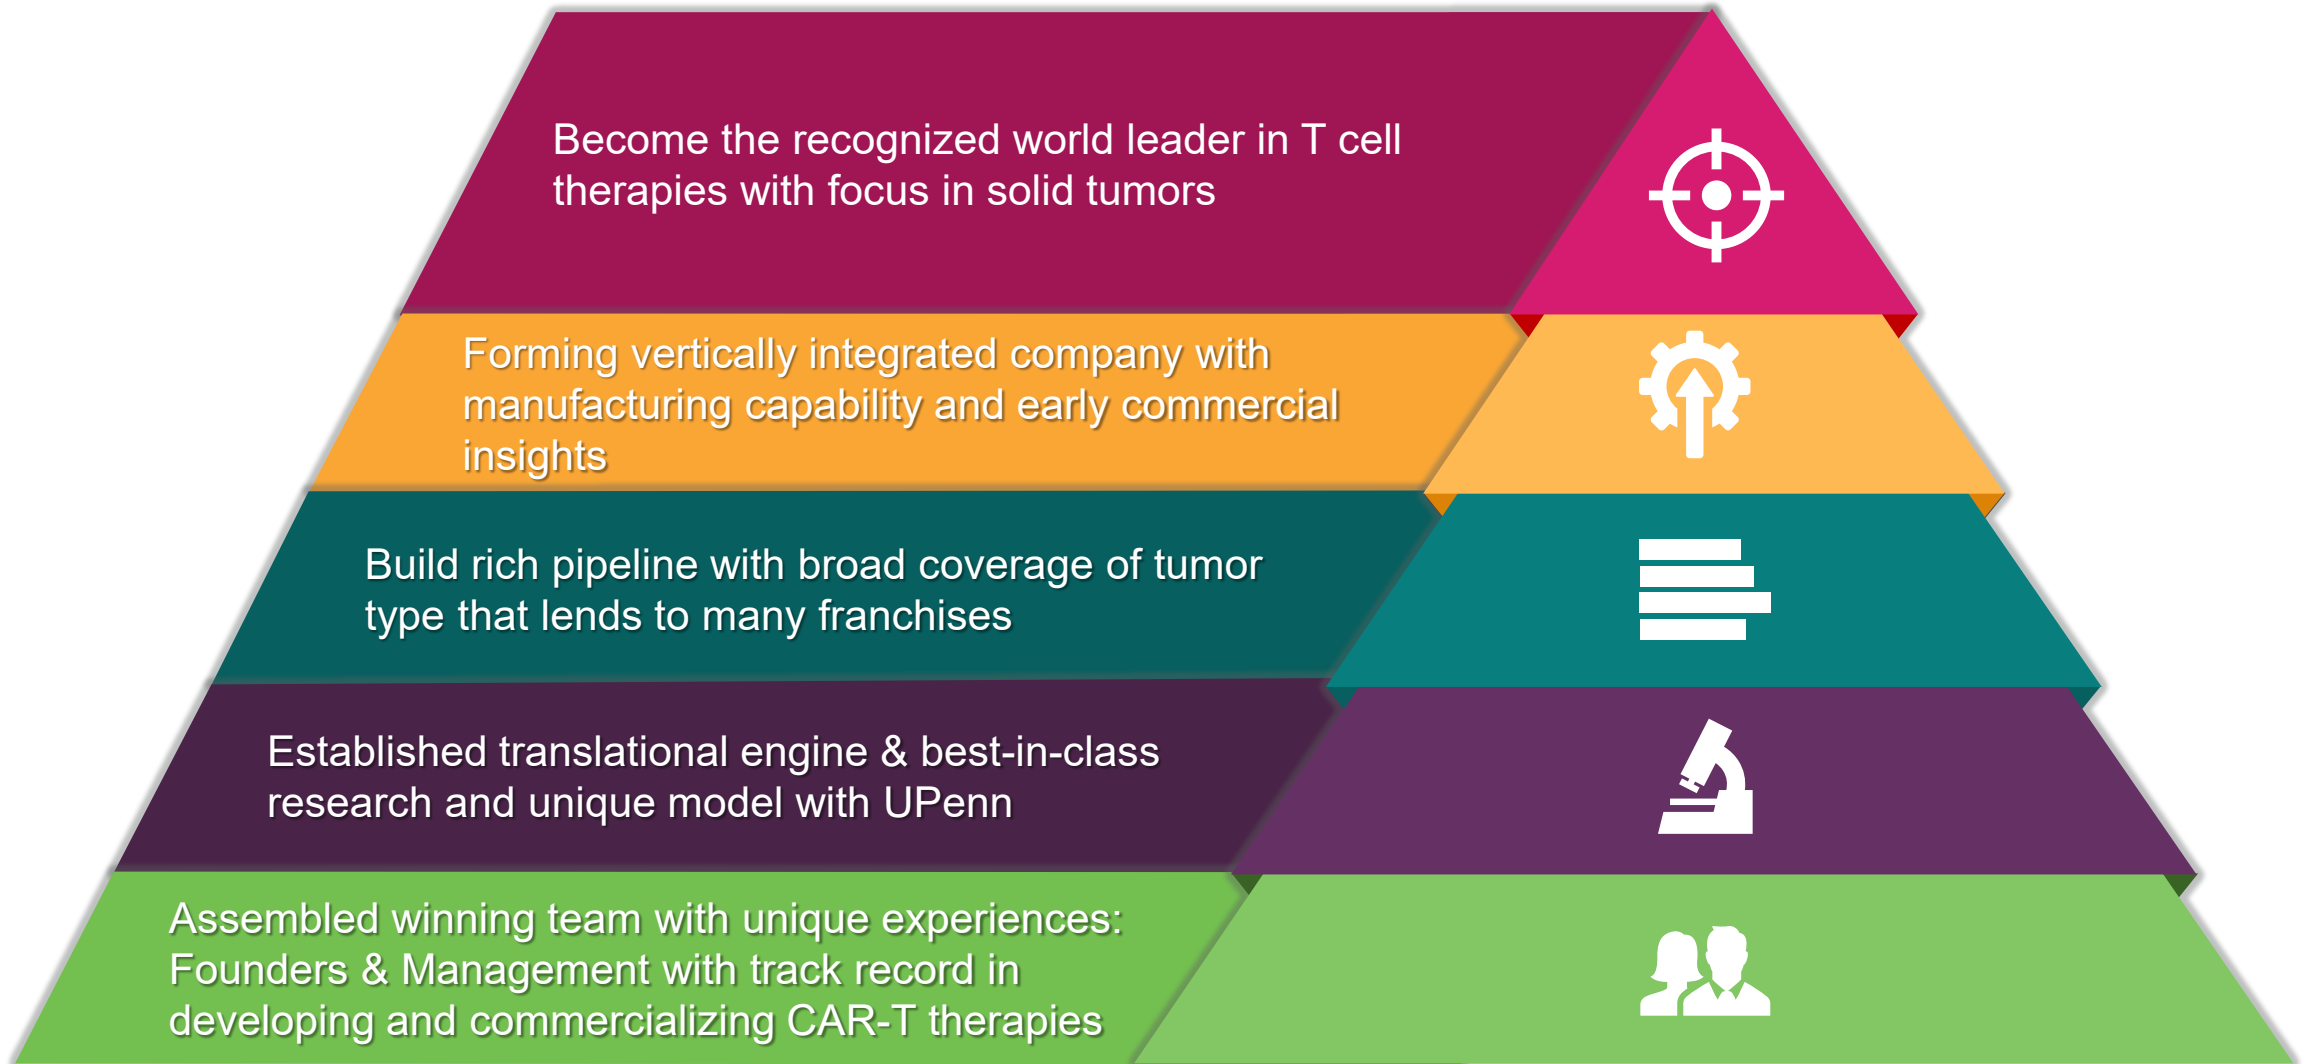 Become the recognized world leader in T cell
therapies with focus in solid tumors
Forming vertically integrated company with
manufacturing capability and early commercial
insights
Build rich pipeline with broad coverage of tumor
type that lends to many franchises
Established translational engine & best-in-class
research and unique model with UPenn
Assembled winning team with unique experiences:
Founders & Management with track record in
developing and commercializing CAR-T therapies